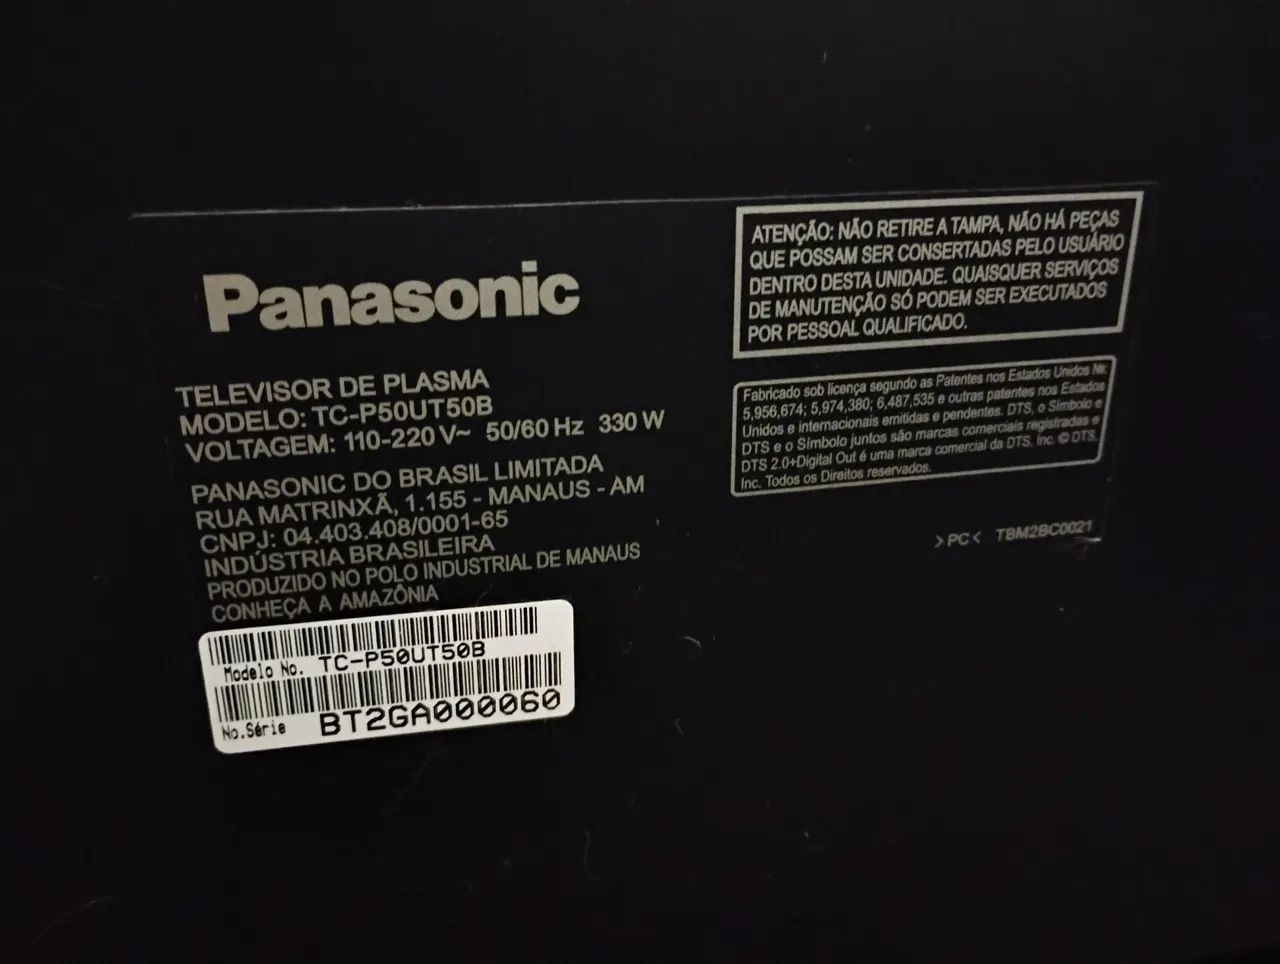 Panasonic
TELEVISOR DE PLASMA
MODELO: TC-P50UT50B
VOLTAGEM: 110-220 V~ 50/60 Hz 330 W
PANASONIC DO BRASIL LIMITADA
RUA MATRINXÃ, 1.155 - MANAUS - AM
CNPJ: 04.403.408/0001-65
INDÚSTRIA BRASILEIRA
PRODUZIDO NO POLO INDUSTRIAL DE MANAUS
CONHEÇA A AMAZÔNIA
Modelo No. TC-P50UT50B
No.Série BT2GA000060
ATENÇÃO: NÃO RETIRE A TAMPA, NÃO HÁ PEÇAS
QUE POSSAM SER CONSERTADAS PELO USUÁRIO
DENTRO DESTA UNIDADE. QUAISQUER SERVIÇOS
DE MANUTENÇÃO SÓ PODEM SER EXECUTADOS
POR PESSOAL QUALIFICADO.
Fabricado sob licença segundo as Patentes nos Estados Unidos Nr.
5,956,674; 5,974,380; 6,487,535 e outras patentes nos Estados
Unidos e internacionais emitidas e pendentes. DTS, o Símbolo e
DTS e o Símbolo juntos são marcas comerciais registradas e
DTS 2.0+Digital Out é uma marca comercial da DTS, Inc. © DTS,
Inc. Todos os Direitos reservados.
>PC< TBM2BC0021